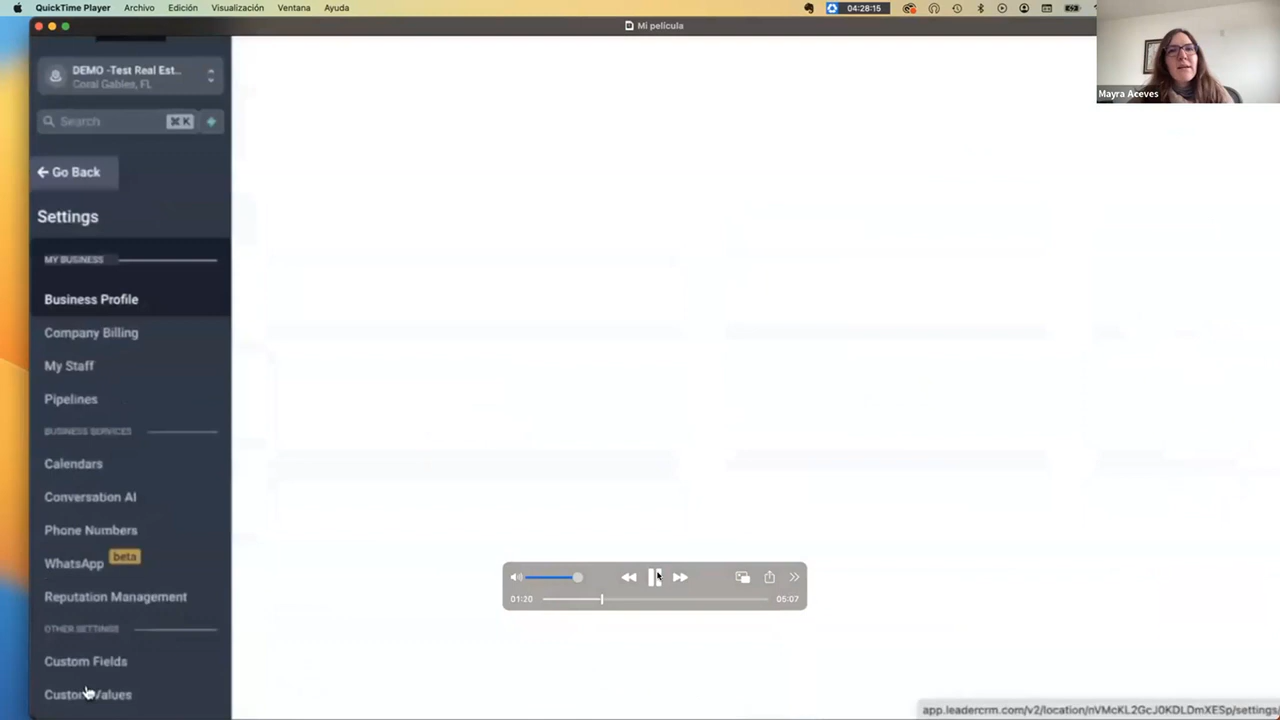 QuickTime Player Archivo Edición Visualización Ventana Ayuda 04:28:15
Mi película
Mayra Aceves
DEMO -Test Real Est..
Coral Gables, FL
Search ⌘ K
Go Back
Settings
MY BUSINESS
Business Profile
Company Billing
My Staff
Pipelines
BUSINESS SERVICES
Calendars
Conversation AI
Phone Numbers
WhatsApp beta
Reputation Management
OTHER SETTINGS
Custom Fields
Custom Values
01:20 05:07
app.leadercrm.com/v2/location/nVMcKL2GcJ0KDLDmXESp/settings/